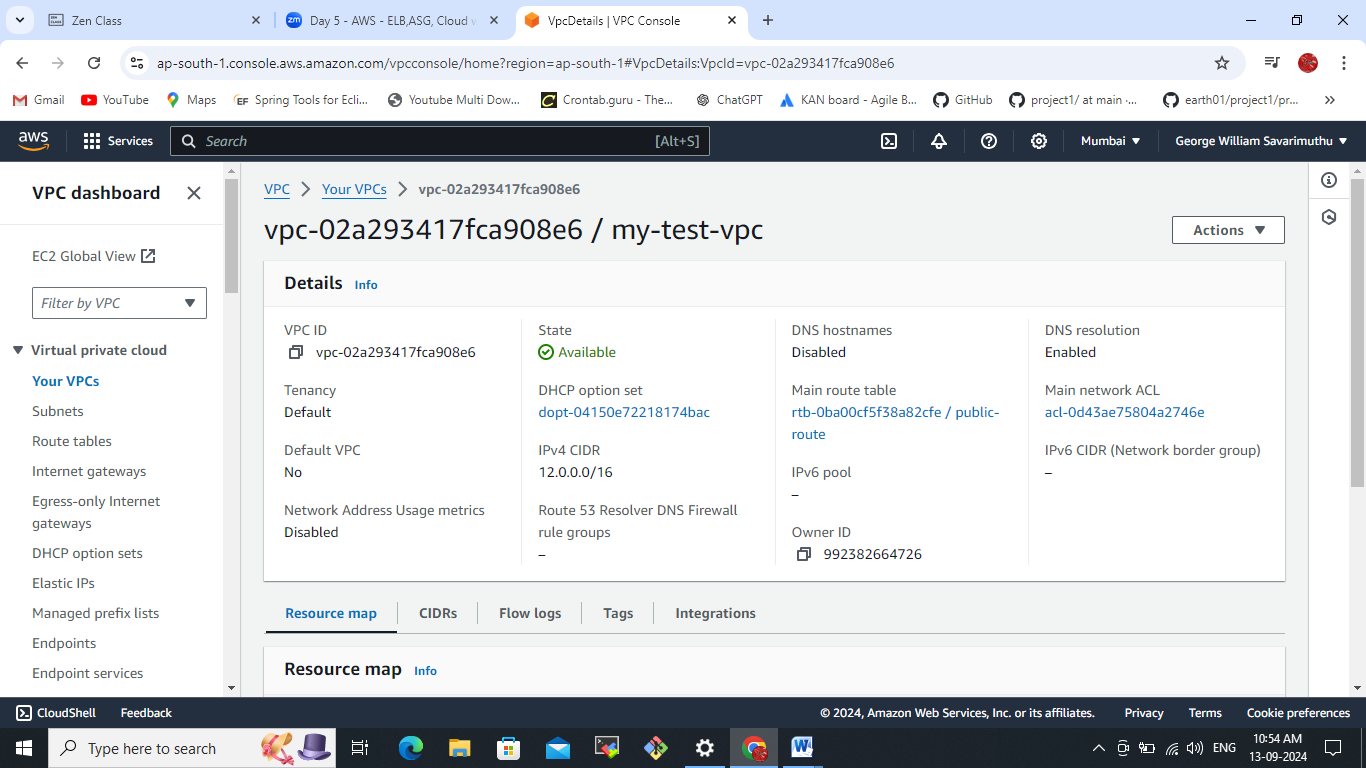 Zen Class
Day 5 - AWS - ELB,ASG, Cloud w
VpcDetails | VPC Console
ap-south-1.console.aws.amazon.com/vpcconsole/home?region=ap-south-1#VpcDetails:VpcId=vpc-02a293417fca908e6
Gmail YouTube Maps Spring Tools for Ecli... Youtube Multi Dow... Crontab.guru - The... ChatGPT KAN board - Agile B... GitHub project1/ at main ·... earth01/project1/pr...
aws Services Search [Alt+S] Mumbai George William Savarimuthu
VPC dashboard
EC2 Global View
Filter by VPC
Virtual private cloud
Your VPCs
Subnets
Route tables
Internet gateways
Egress-only Internet
gateways
DHCP option sets
Elastic IPs
Managed prefix lists
Endpoints
Endpoint services
VPC Your VPCs vpc-02a293417fca908e6
vpc-02a293417fca908e6 / my-test-vpc
Actions
Details Info
VPC ID
vpc-02a293417fca908e6
Tenancy
Default
Default VPC
No
Network Address Usage metrics
Disabled
State
Available
DHCP option set
dopt-04150e72218174bac
IPv4 CIDR
12.0.0.0/16
Route 53 Resolver DNS Firewall
rule groups
–
DNS hostnames
Disabled
Main route table
rtb-0ba00cf5f38a82cfe / public-
route
IPv6 pool
–
Owner ID
992382664726
DNS resolution
Enabled
Main network ACL
acl-0d43ae75804a2746e
IPv6 CIDR (Network border group)
–
Resource map CIDRs Flow logs Tags Integrations
Resource map Info
CloudShell Feedback © 2024, Amazon Web Services, Inc. or its affiliates. Privacy Terms Cookie preferences
Type here to search
ENG
10:54 AM
13-09-2024